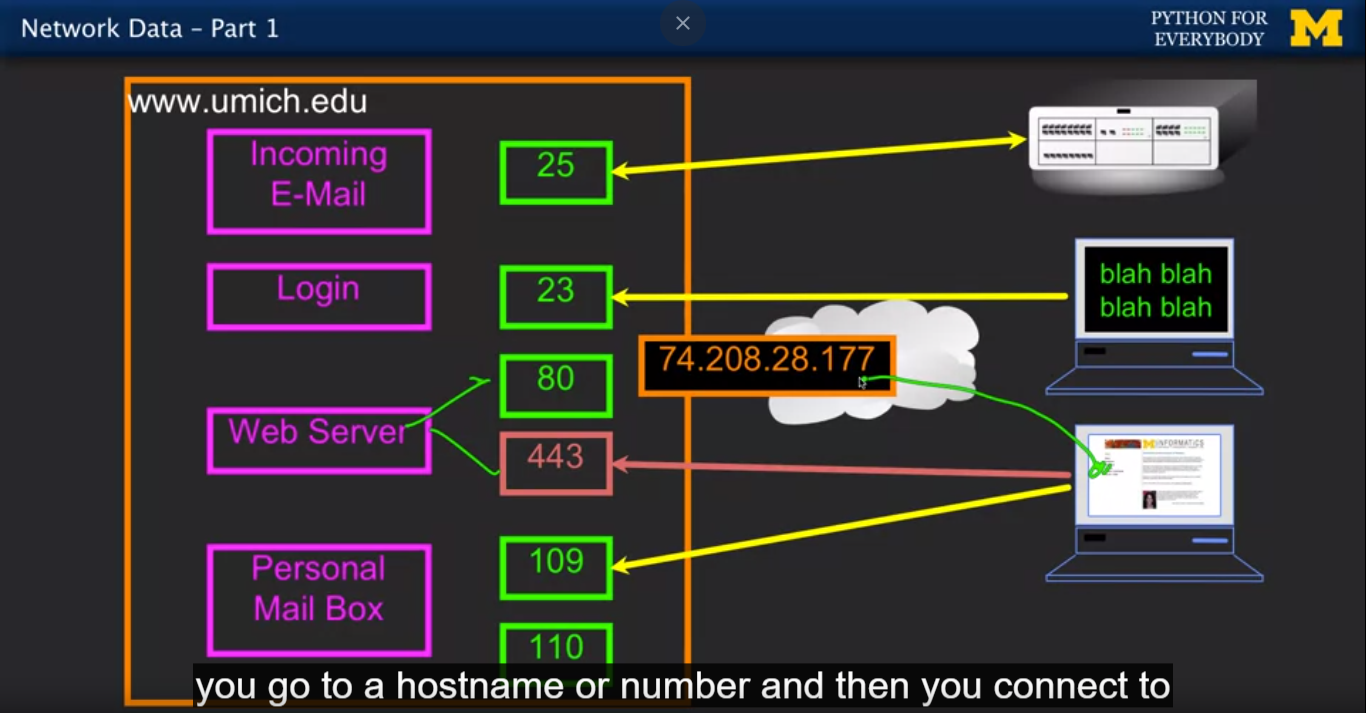 Network Data – Part 1
PYTHON FOR
EVERYBODY
M
www.umich.edu
Incoming
E-Mail
25
Login
23
blah blah
blah blah
74.208.28.177
80
Web Server
443
INFORMATICS
Personal
Mail Box
109
110
you go to a hostname or number and then you connect to